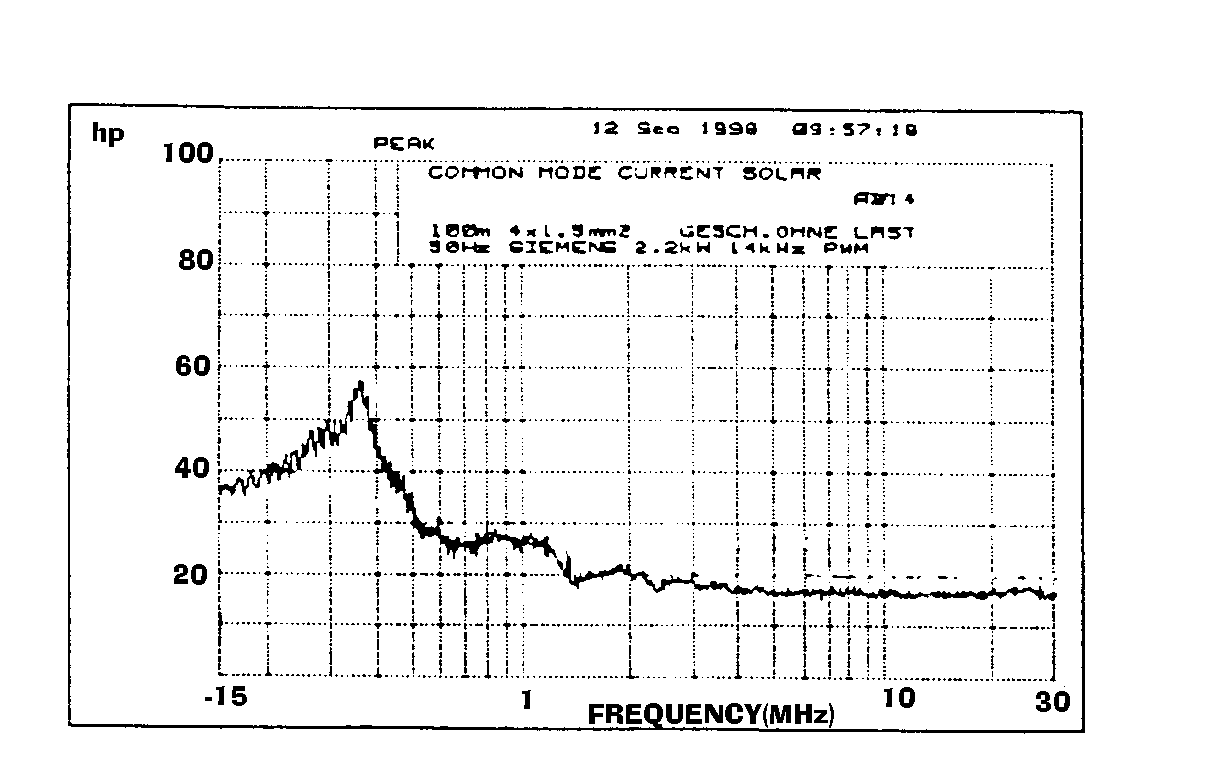 hp
12 Sep 1990 09:57:19
PEAK
100
COMMON MODE CURRENT SOLAR
100m 4x1.5mm2 GESCH.OHNE LAST
80
50Hz SIEMENS 2.2kW 14kHz PWM
60
40
20
-15 1 10 30
FREQUENCY(MHz)